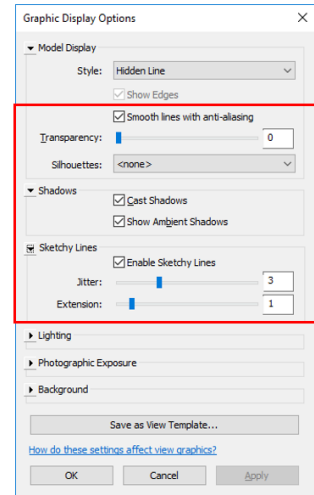 Graphic Display Options
Model Display
Style: Hidden Line
Show Edges
Smooth lines with anti-aliasing
Transparency: 0
Silhouettes: <none>
Shadows
Cast Shadows
Show Ambient Shadows
Sketchy Lines
Enable Sketchy Lines
Jitter: 3
Extension: 1
Lighting
Photographic Exposure
Background
Save as View Template...
How do these settings affect view graphics?
OK Cancel Apply